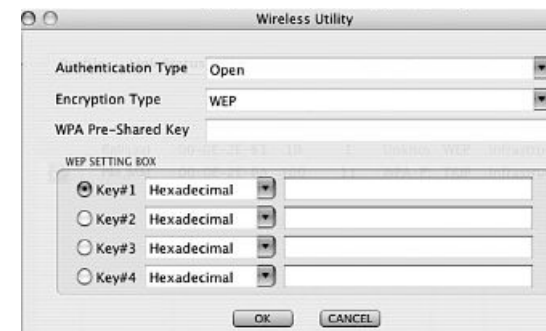 Wireless Utility
Authentication Type Open
Encryption Type WEP
WPA Pre-Shared Key
WEP SETTING BOX
Key#1 Hexadecimal
Key#2 Hexadecimal
Key#3 Hexadecimal
Key#4 Hexadecimal
OK CANCEL